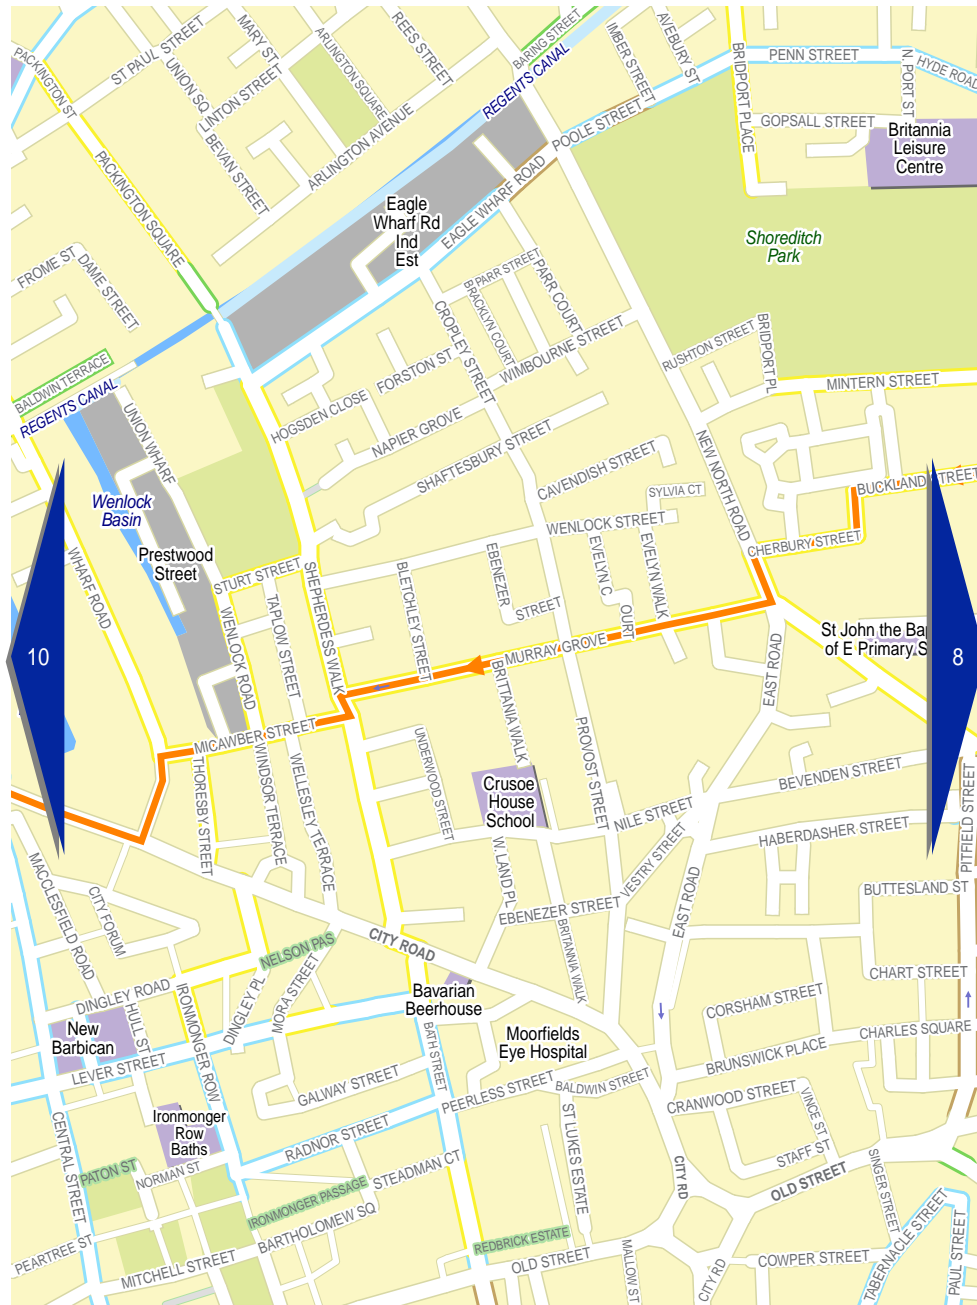 PACKINGTON ST
ST PAUL STREET
MARY ST
UNION SQ
LINTON STREET
BEVAN STREET
ARLINGTON SQUARE
ARLINGTON AVENUE
REES STREET
BARING STREET
REGENTS CANAL
IMBER STREET
AVEBURY ST
BRIDPORT PLACE
PENN STREET
N. PORT ST
HYDE ROAD
GOPSALL STREET
Britannia
Leisure
Centre
POOLE STREET
EAGLE WHARF ROAD
Eagle
Wharf Rd
Ind
Est
Shoreditch
Park
PACKINGTON SQUARE
FROME ST
DAME STREET
PARR STREET
PARR COURT
BRACKLYN COURT
CROPLEY STREET
WIMBOURNE STREET
RUSHTON STREET
BRIDPORT PL
MINTERN STREET
BALDWIN TERRACE
REGENTS CANAL
FORSTON ST
HOGSDEN CLOSE
NAPIER GROVE
SHAFTESBURY STREET
UNION WHARF
CAVENDISH STREET
SYLVIA CT
NEW NORTH ROAD
BUCKLAND STREET
CHERBURY STREET
Wenlock
Basin
Prestwood
Street
WENLOCK STREET
WHARF ROAD
STURT STREET
SHEPHERDESS WALK
BLETCHLEY STREET
EBENEZER
STREET
EVELYN C
OURT
EVELYN WALK
WENLOCK ROAD
TAPLOW STREET
10
MURRAY GROVE
EAST ROAD
St John the Bap
of E Primary S
8
BRITTANIA WALK
PROVOST STREET
MICAWBER STREET
UNDERWOOD STREET
THORESBY STREET
WINDSOR TERRACE
WELLESLEY TERRACE
Crusoe
House
School
NILE STREET
BEVENDEN STREET
HABERDASHER STREET
PITFIELD STREET
MACCLESFIELD ROAD
CITY FORUM
W. LAND PL
VESTRY STREET
EBENEZER STREET
EAST ROAD
BUTTESLAND ST
CITY ROAD
NELSON PAS
BRITANNIA WALK
CHART STREET
DINGLEY ROAD
DINGLEY PL
MORA STREET
IRONMONGER ROW
HULL ST
Bavarian
Beerhouse
CORSHAM STREET
New
Barbican
LEVER STREET
Moorfields
Eye Hospital
BATH STREET
CHARLES SQUARE
BRUNSWICK PLACE
GALWAY STREET
PEERLESS STREET
BALDWIN STREET
CRANWOOD STREET
VINCE ST
CENTRAL STREET
Ironmonger
Row
Baths
RADNOR STREET
ST LUKES ESTATE
STAFF ST
SINGER STREET
PATON ST
NORMAN ST
STEADMAN CT
CITY RD
OLD STREET
IRONMONGER PASSAGE
BARTHOLOMEW SQ
REDBRICK ESTATE
PEARTREE ST
MITCHELL STREET
OLD STREET
MALLOW ST
CITY RD
COWPER STREET
TABERNACLE STREET
PAUL STREET